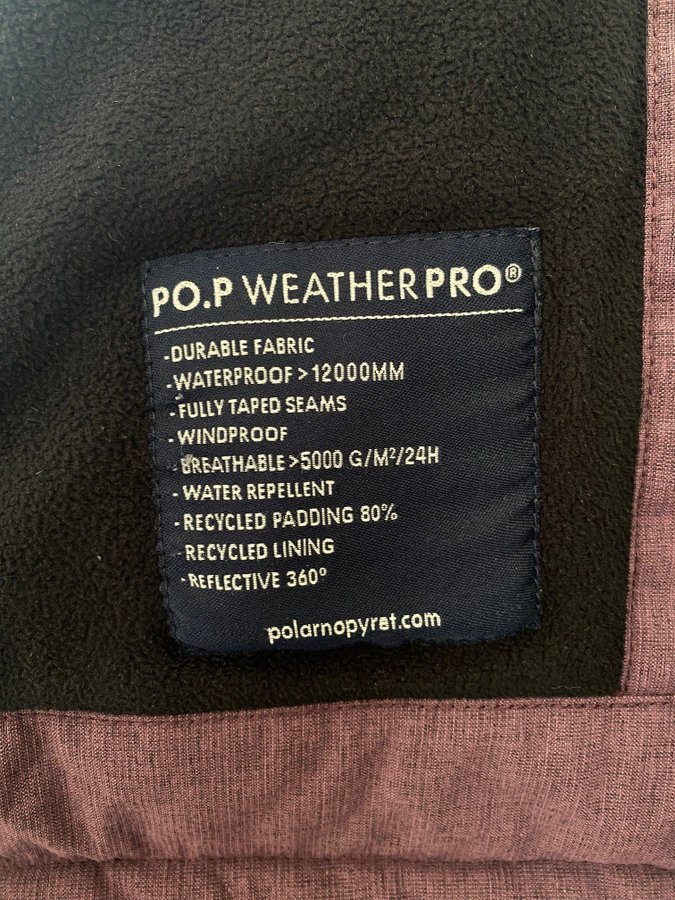 PO.P WEATHERPRO®
-DURABLE FABRIC
-WATERPROOF >12000MM
-FULLY TAPED SEAMS
-WINDPROOF
-BREATHABLE >5000 G/M²/24H
-WATER REPELLENT
-RECYCLED PADDING 80%
-RECYCLED LINING
-REFLECTIVE 360°
polarnopyret.com